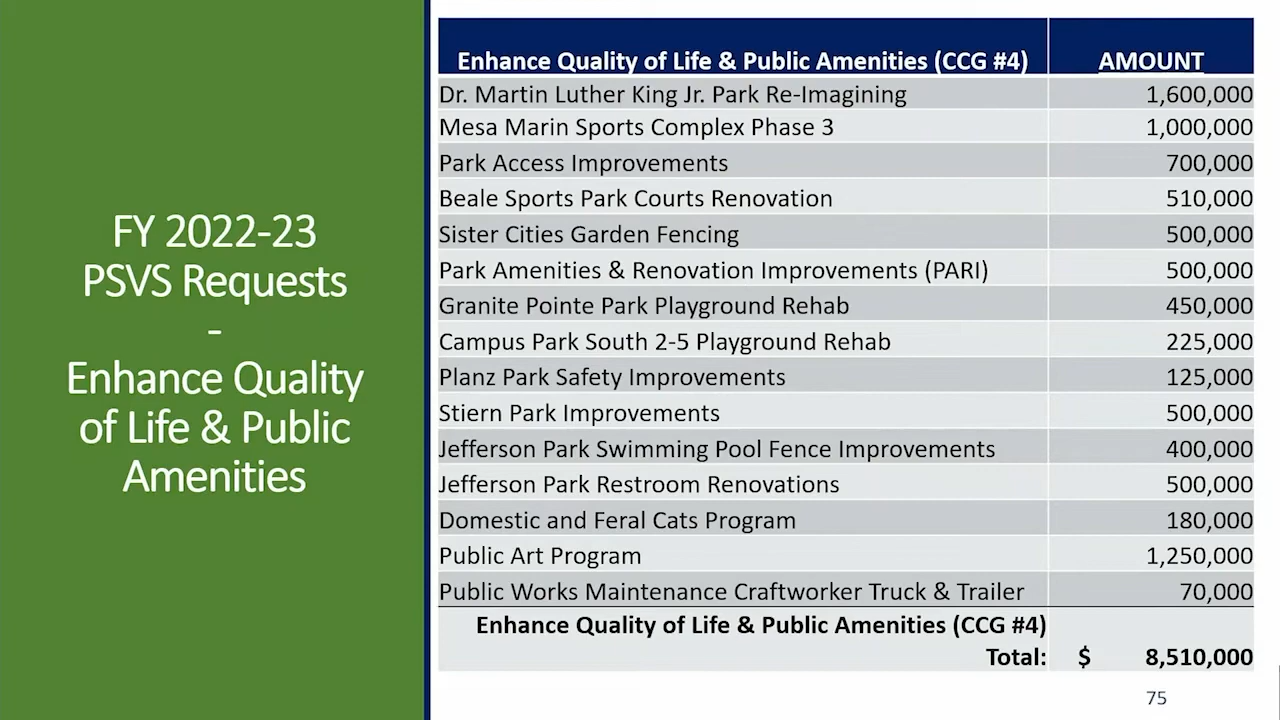 FY 2022-23
PSVS Requests
-
Enhance Quality
of Life & Public
Amenities
Enhance Quality of Life & Public Amenities (CCG #4) AMOUNT
Dr. Martin Luther King Jr. Park Re-Imagining 1,600,000
Mesa Marin Sports Complex Phase 3 1,000,000
Park Access Improvements 700,000
Beale Sports Park Courts Renovation 510,000
Sister Cities Garden Fencing 500,000
Park Amenities & Renovation Improvements (PARI) 500,000
Granite Pointe Park Playground Rehab 450,000
Campus Park South 2-5 Playground Rehab 225,000
Planz Park Safety Improvements 125,000
Stiern Park Improvements 500,000
Jefferson Park Swimming Pool Fence Improvements 400,000
Jefferson Park Restroom Renovations 500,000
Domestic and Feral Cats Program 180,000
Public Art Program 1,250,000
Public Works Maintenance Craftworker Truck & Trailer 70,000
Enhance Quality of Life & Public Amenities (CCG #4)
Total: $ 8,510,000
75